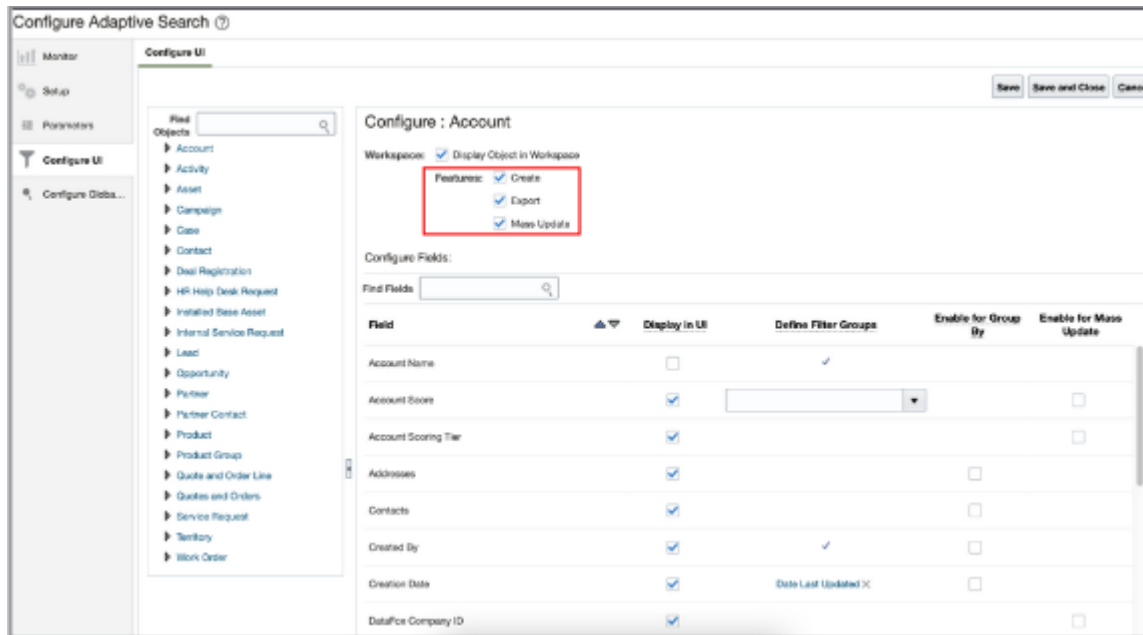 Configure Adaptive Search ?
Monitor
Setup
Parameters
Configure UI
Configure Globa...
Configure UI
Save
Save and Close
Cance
Find Objects
Account
Activity
Asset
Campaign
Case
Contact
Deal Registration
HR Help Desk Request
Installed Base Asset
Internal Service Request
Lead
Opportunity
Partner
Partner Contact
Product
Product Group
Quote and Order Line
Quotes and Orders
Service Request
Territory
Work Order
Configure : Account
Workspace: Display Object in Workspace
Features: Create
Export
Mass Update
Configure Fields:
Find Fields
Field Display in UI Define Filter Groups Enable for Group By Enable for Mass Update
Account Name
Account Score
Account Scoring Tier
Addresses
Contacts
Created By
Creation Date Date Last Updated
DataFox Company ID